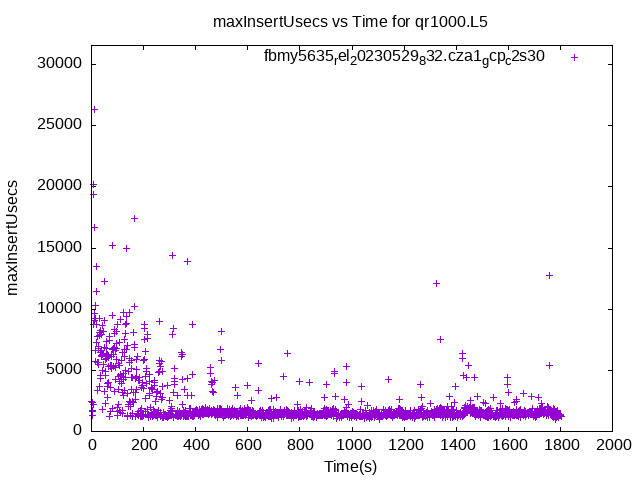 maxInsertUsecs vs Time for qr1000.L5
fbmy5635_rel_20230529_832.cza1_gcp_c2s30
30000
25000
20000
15000
10000
5000
0
maxInsertUsecs
0 200 400 600 800 1000 1200 1400 1600 1800 2000
Time(s)